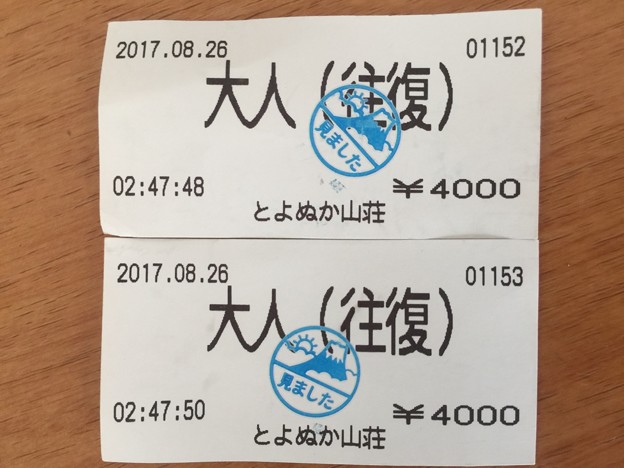 2017.08.26 01152
大人(往復)
見ました
02:47:48 ¥4000
とよぬか山荘
2017.08.26 01153
大人(往復)
見ました
02:47:50 ¥4000
とよぬか山荘